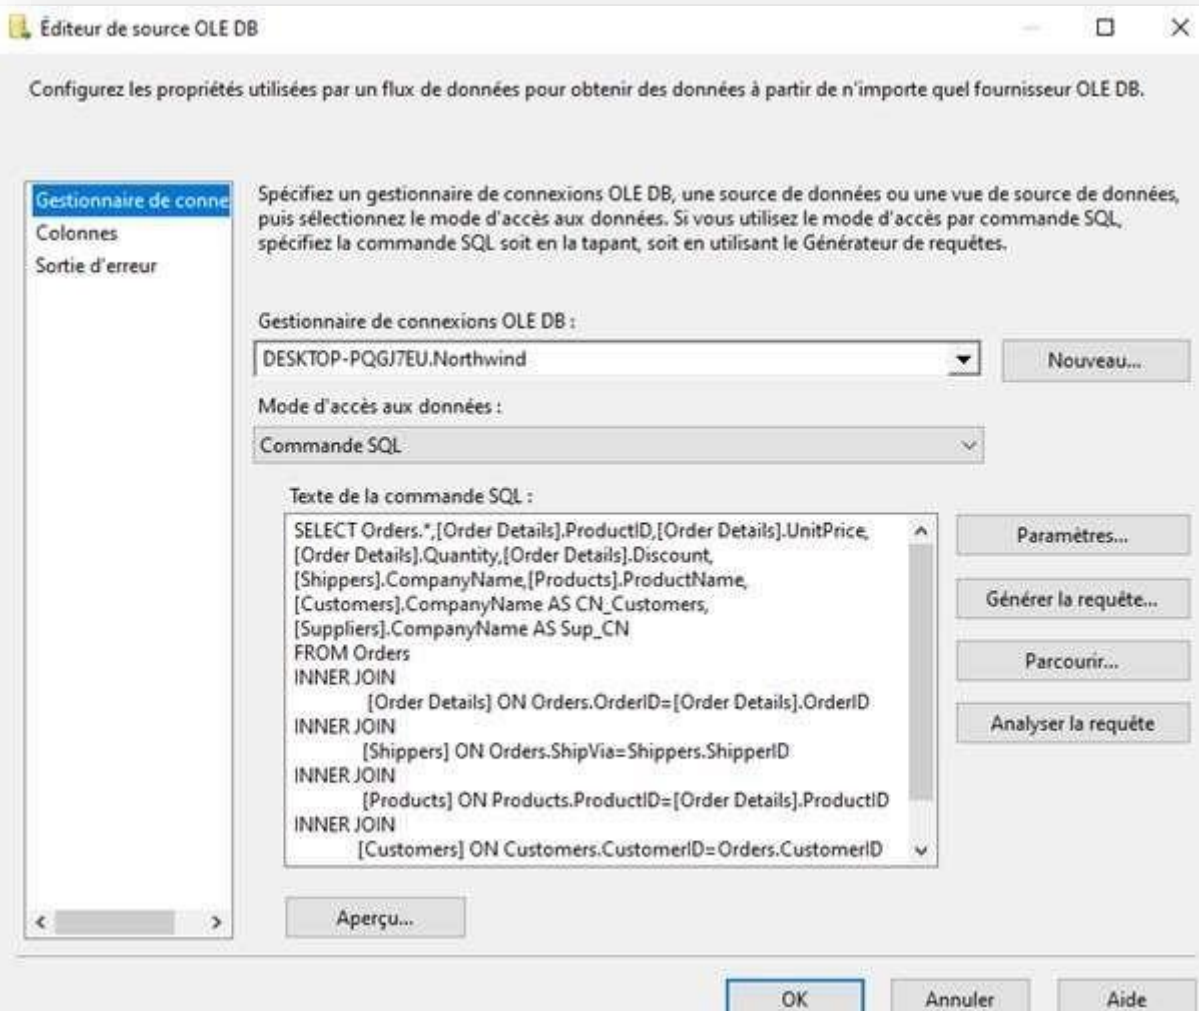 Éditeur de source OLE DB
Configurez les propriétés utilisées par un flux de données pour obtenir des données à partir de n'importe quel fournisseur OLE DB.
Gestionnaire de conne
Colonnes
Sortie d'erreur
Spécifiez un gestionnaire de connexions OLE DB, une source de données ou une vue de source de données,
puis sélectionnez le mode d'accès aux données. Si vous utilisez le mode d'accès par commande SQL,
spécifiez la commande SQL soit en la tapant, soit en utilisant le Générateur de requêtes.
Gestionnaire de connexions OLE DB :
DESKTOP-PQGJ7EU.Northwind
Nouveau...
Mode d'accès aux données :
Commande SQL
Texte de la commande SQL :
SELECT Orders.*,[Order Details].ProductID,[Order Details].UnitPrice,
[Order Details].Quantity,[Order Details].Discount,
[Shippers].CompanyName,[Products].ProductName,
[Customers].CompanyName AS CN_Customers,
[Suppliers].CompanyName AS Sup_CN
FROM Orders
INNER JOIN
[Order Details] ON Orders.OrderID=[Order Details].OrderID
INNER JOIN
[Shippers] ON Orders.ShipVia=Shippers.ShipperID
INNER JOIN
[Products] ON Products.ProductID=[Order Details].ProductID
INNER JOIN
[Customers] ON Customers.CustomerID=Orders.CustomerID
Paramètres...
Générer la requête...
Parcourir...
Analyser la requête
Aperçu...
OK
Annuler
Aide